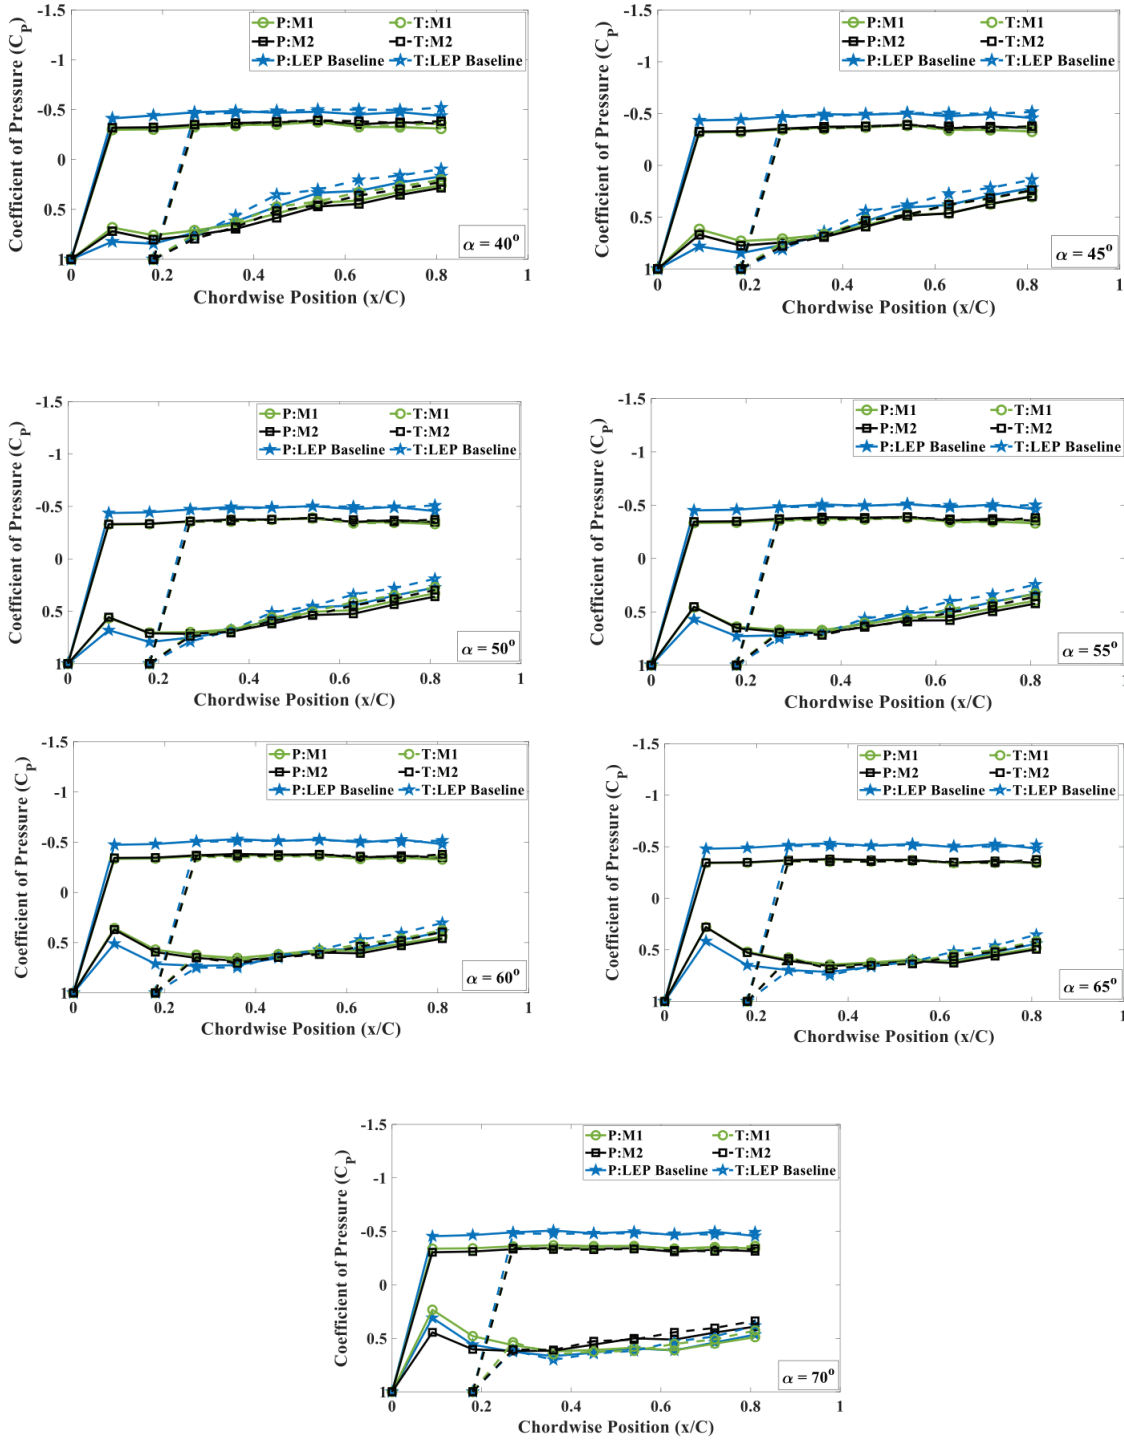 -1.5
-1
-0.5
0
0.5
1
0
0.2
0.4
0.6
0.8
1
Coefficient of Pressure (C_P)
Chordwise Position (x/C)
P:M1
P:M2
P:LEP Baseline
T:M1
T:M2
T:LEP Baseline
α = 40°
-1.5
-1
-0.5
0
0.5
1
0
0.2
0.4
0.6
0.8
1
Coefficient of Pressure (C_P)
Chordwise Position (x/C)
P:M1
P:M2
P:LEP Baseline
T:M1
T:M2
T:LEP Baseline
α = 45°
-1.5
-1
-0.5
0
0.5
1
0
0.2
0.4
0.6
0.8
1
Coefficient of Pressure (C_P)
Chordwise Position (x/C)
P:M1
P:M2
P:LEP Baseline
T:M1
T:M2
T:LEP Baseline
α = 50°
-1.5
-1
-0.5
0
0.5
1
0
0.2
0.4
0.6
0.8
1
Coefficient of Pressure (C_P)
Chordwise Position (x/C)
P:M1
P:M2
P:LEP Baseline
T:M1
T:M2
T:LEP Baseline
α = 55°
-1.5
-1
-0.5
0
0.5
1
0
0.2
0.4
0.6
0.8
1
Coefficient of Pressure (C_P)
Chordwise Position (x/C)
P:M1
P:M2
P:LEP Baseline
T:M1
T:M2
T:LEP Baseline
α = 60°
-1.5
-1
-0.5
0
0.5
1
0
0.2
0.4
0.6
0.8
1
Coefficient of Pressure (C_P)
Chordwise Position (x/C)
P:M1
P:M2
P:LEP Baseline
T:M1
T:M2
T:LEP Baseline
α = 65°
-1.5
-1
-0.5
0
0.5
1
0
0.2
0.4
0.6
0.8
1
Coefficient of Pressure (C_P)
Chordwise Position (x/C)
P:M1
P:M2
P:LEP Baseline
T:M1
T:M2
T:LEP Baseline
α = 70°